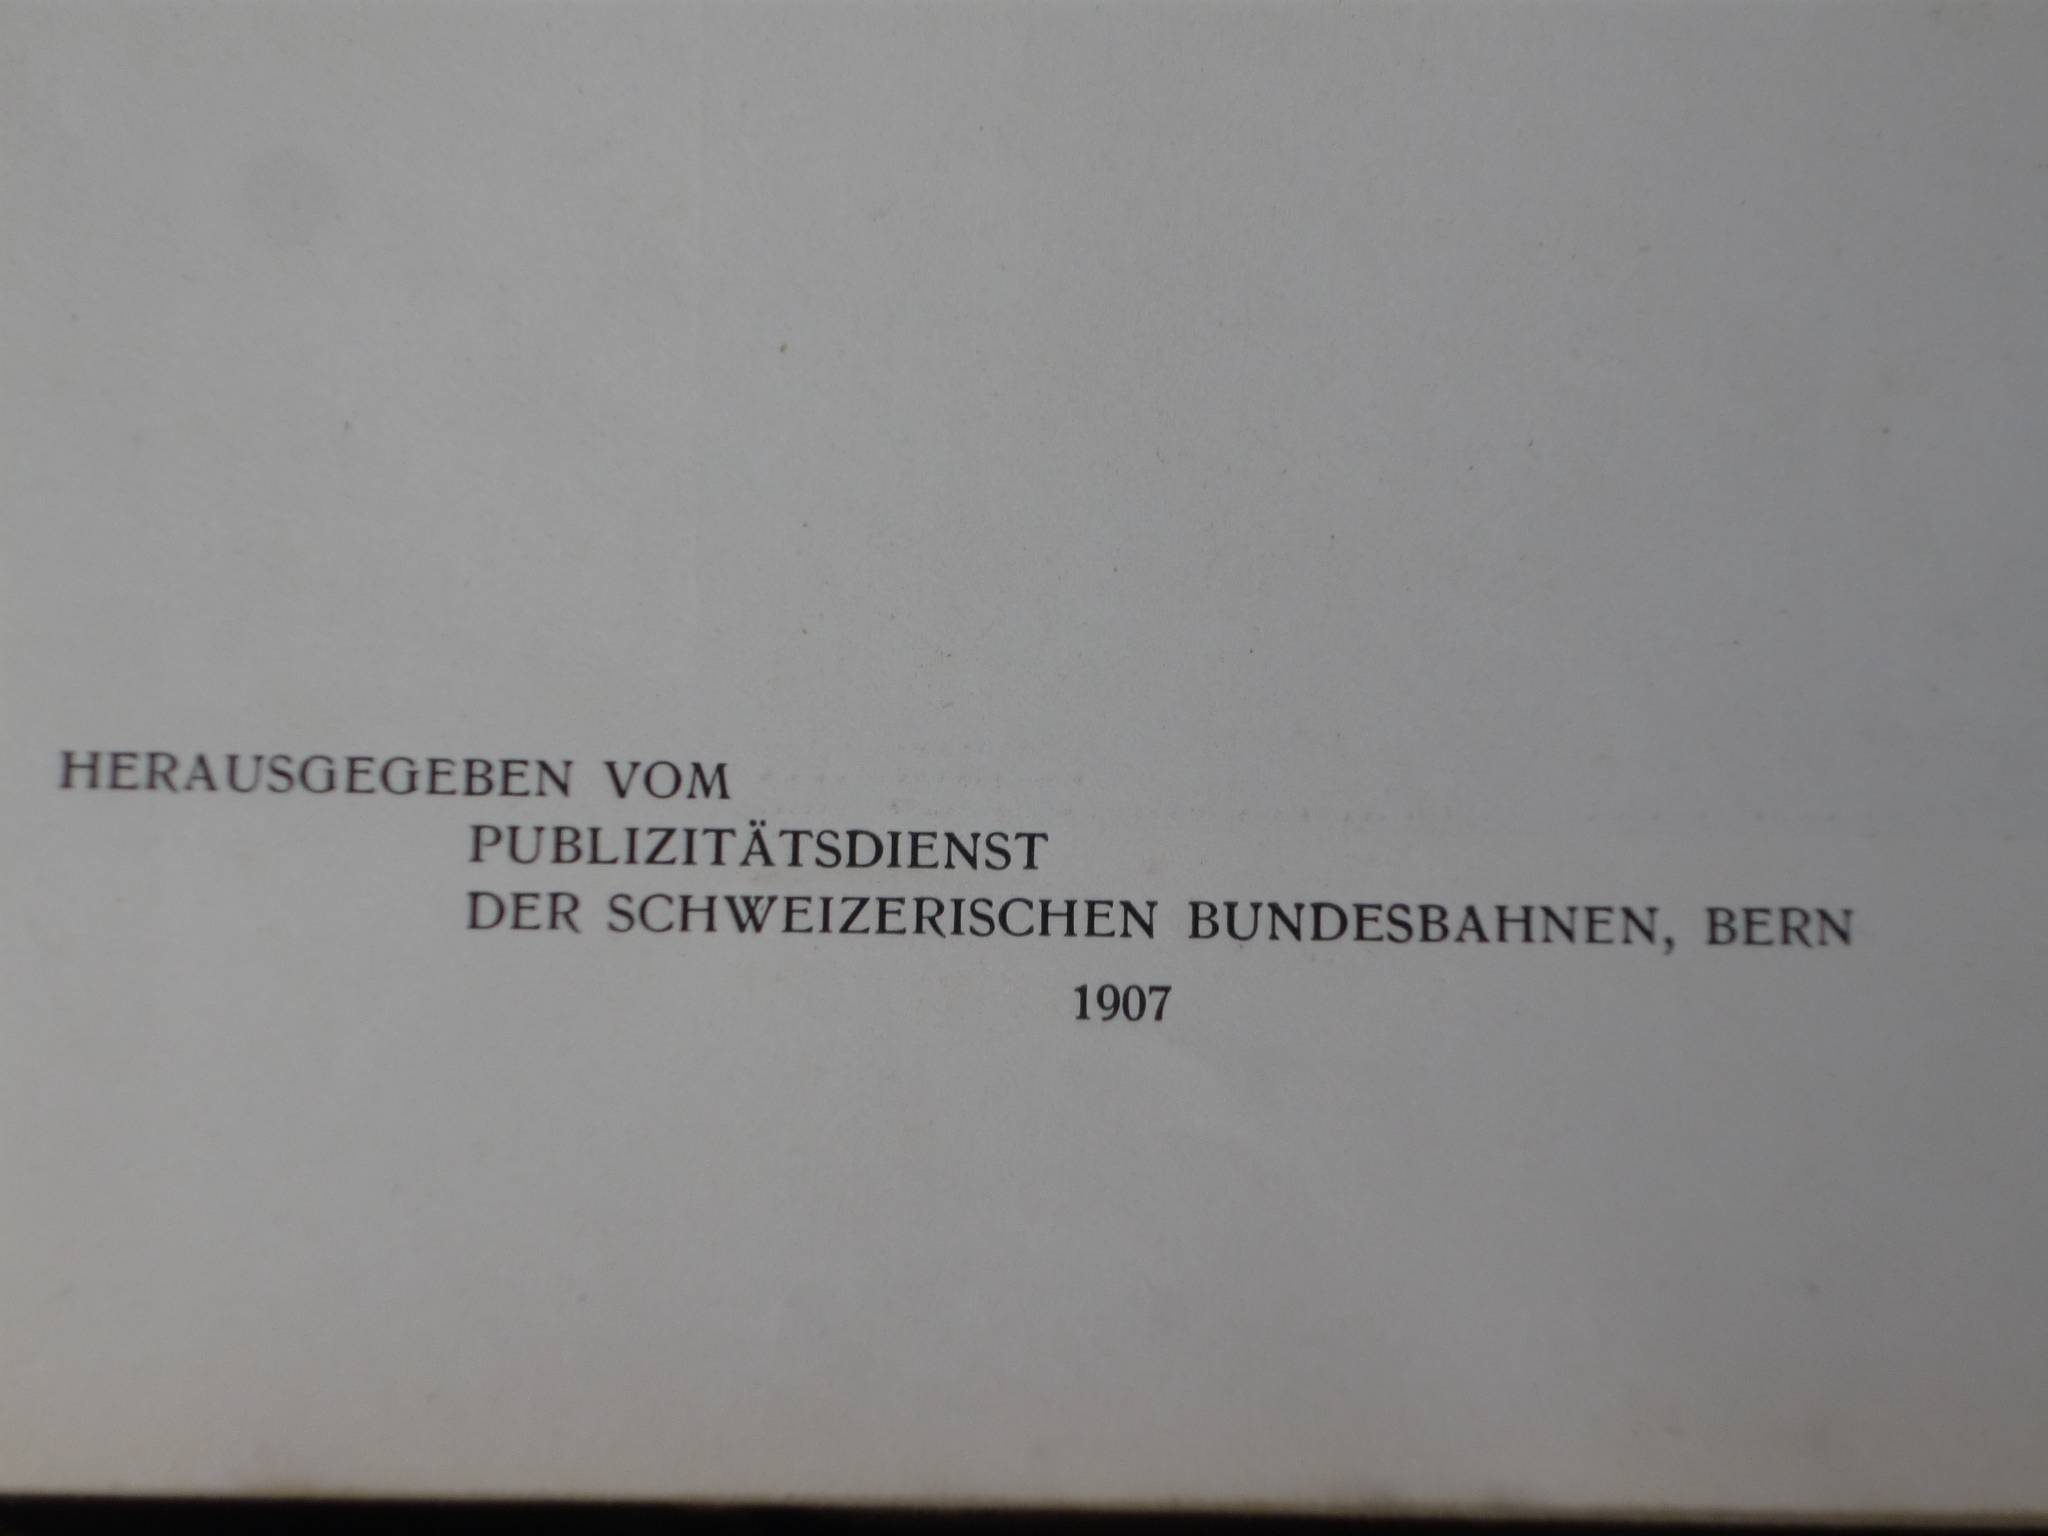 HERAUSGEGEBEN VOM
PUBLIZITÄTSDIENST
DER SCHWEIZERISCHEN BUNDESBAHNEN, BERN
1907